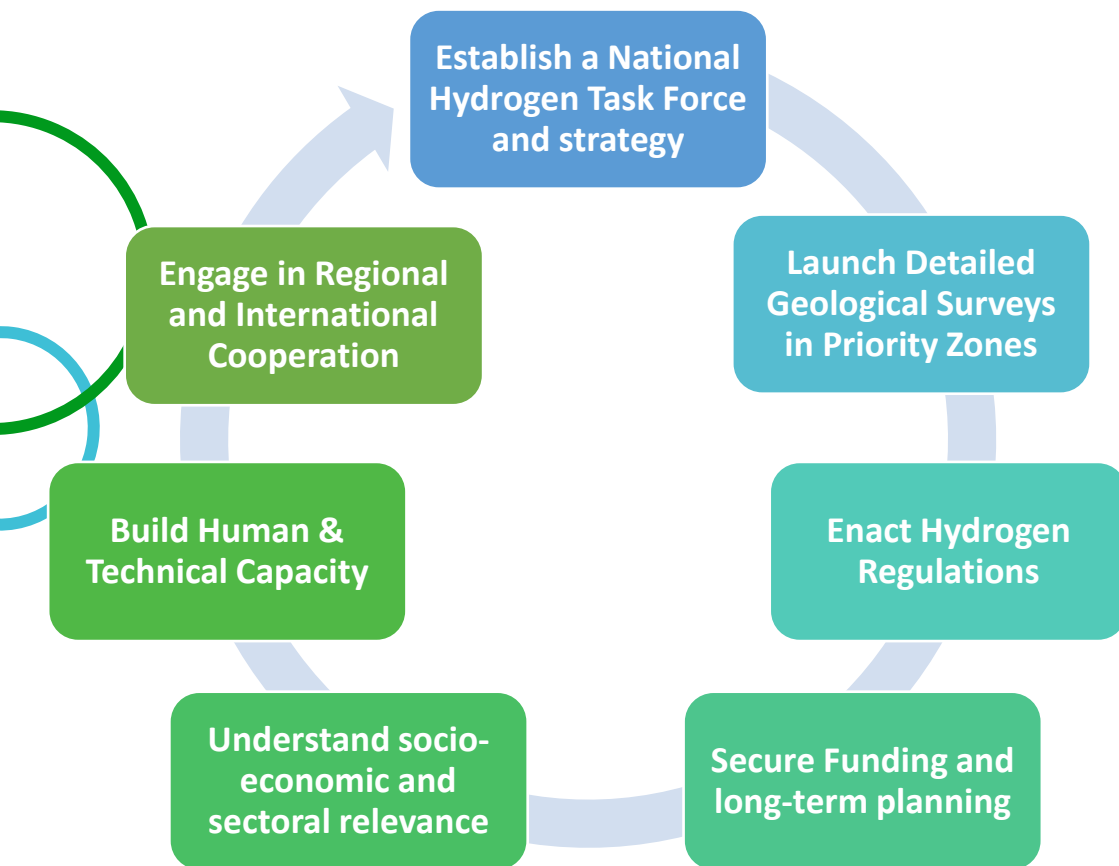 Establish a National
Hydrogen Task Force
and strategy
Launch Detailed
Geological Surveys
in Priority Zones
Enact Hydrogen
Regulations
Secure Funding and
long-term planning
Understand socio-
economic and
sectoral relevance
Build Human &
Technical Capacity
Engage in Regional
and International
Cooperation